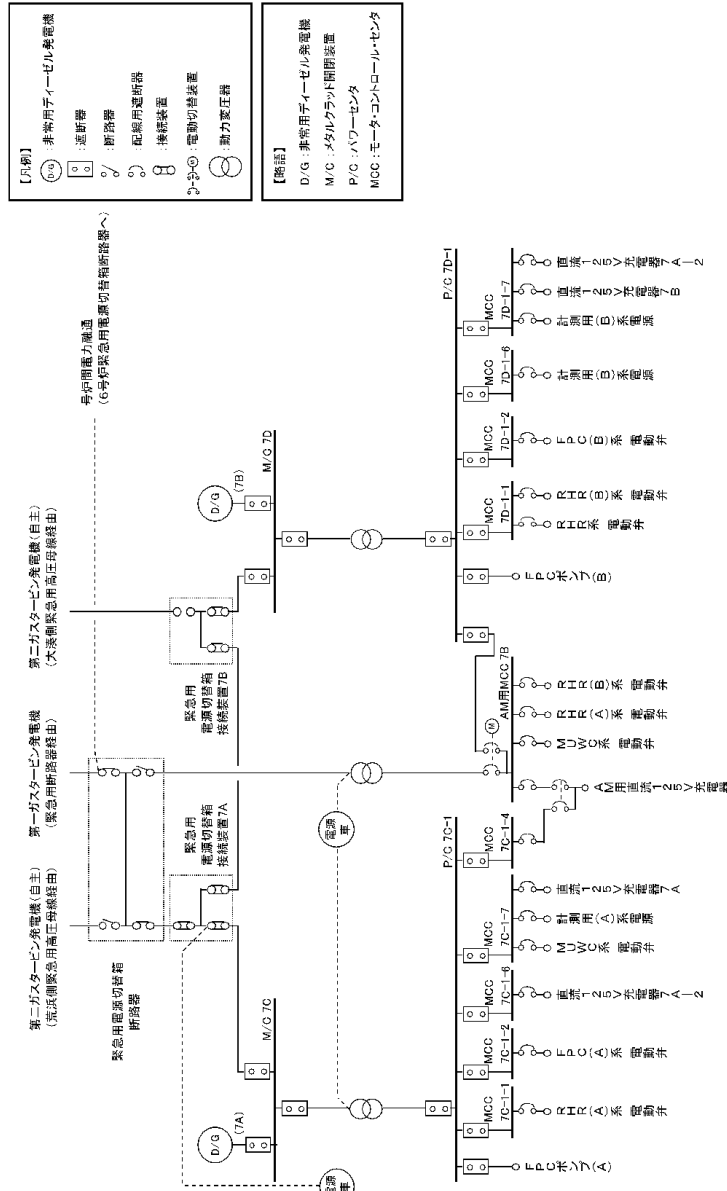 【凡例】
D/G :非常用ディーゼル発電機
:遮断器
:断路器
:配線用遮断器
:接続装置
M :電動切替装置
:動力変圧器
【略語】
D/G :非常用ディーゼル発電機
M/C :メタルクラッド開閉装置
P/C :パワーセンタ
MCC :モータ・コントロール・センタ
第二ガスタービン発電機(自主)
(荒浜側緊急用高圧母線経由)
第一ガスタービン発電機
(緊急用断路器経由)
第二ガスタービン発電機(自主)
(大湊側緊急用高圧母線経由)
号炉間電力融通
(6号炉緊急用電源切替箱断路器へ)
緊急用電源切替箱
断路器
緊急用
電源切替箱
接続装置7A
緊急用
電源切替箱
接続装置7B
D/G
(7A)
M/C 7C
D/G
(7B)
M/C 7D
電源
車
電源
車
P/C 7C-1
P/C 7D-1
MCC
7C-1-1
MCC
7C-1-2
MCC
7C-1-6
MCC
7C-1-7
MCC
7C-1-4
AM用MCC 7B
M
MCC
7D-1-1
MCC
7D-1-2
MCC
7D-1-6
MCC
7D-1-7
FPCポンプ(A)
RHR(A)系 電動弁
FPC(A)系 電動弁
直流125V充電器7A-2
MUWC系 電動弁
計測用(A)系電源
直流125V充電器7A
AM用直流125V充電器
MUWC系 電動弁
RHR(A)系 電動弁
RHR(B)系 電動弁
FPCポンプ(B)
RHR系 電動弁
RHR(B)系 電動弁
FPC(B)系 電動弁
計測用(B)系電源
計測用(B)系電源
直流125V充電器7B
直流125V充電器7A-2